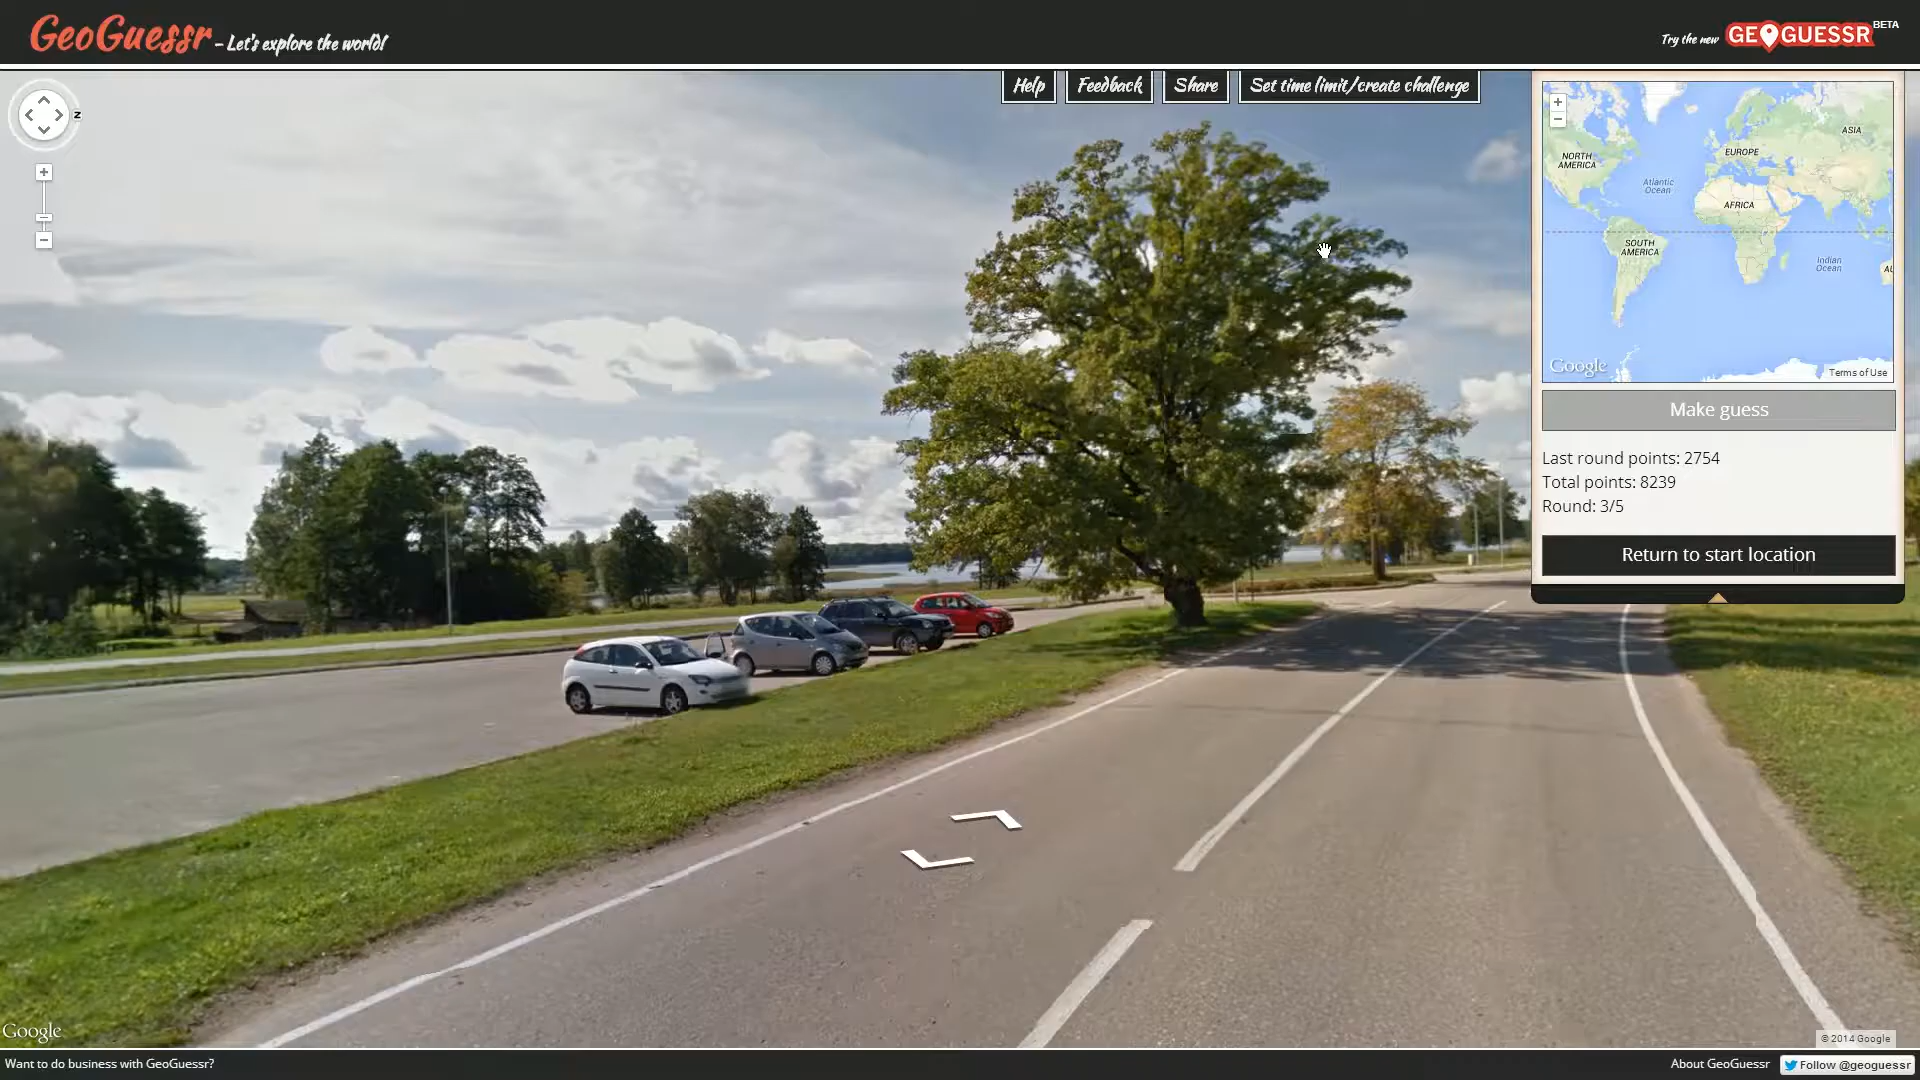 GeoGuessr - Let's explore the world!
Try the new GEOGUESSR BETA
Help Feedback Share Set time limit/create challenge
N
NORTH AMERICA
EUROPE
ASIA
Atlantic Ocean
AFRICA
SOUTH AMERICA
Indian Ocean
AU
Google
Terms of Use
Make guess
Last round points: 2754
Total points: 8239
Round: 3/5
Return to start location
Google
© 2014 Google
Want to do business with GeoGuessr?
About GeoGuessr
Follow @geoguessr